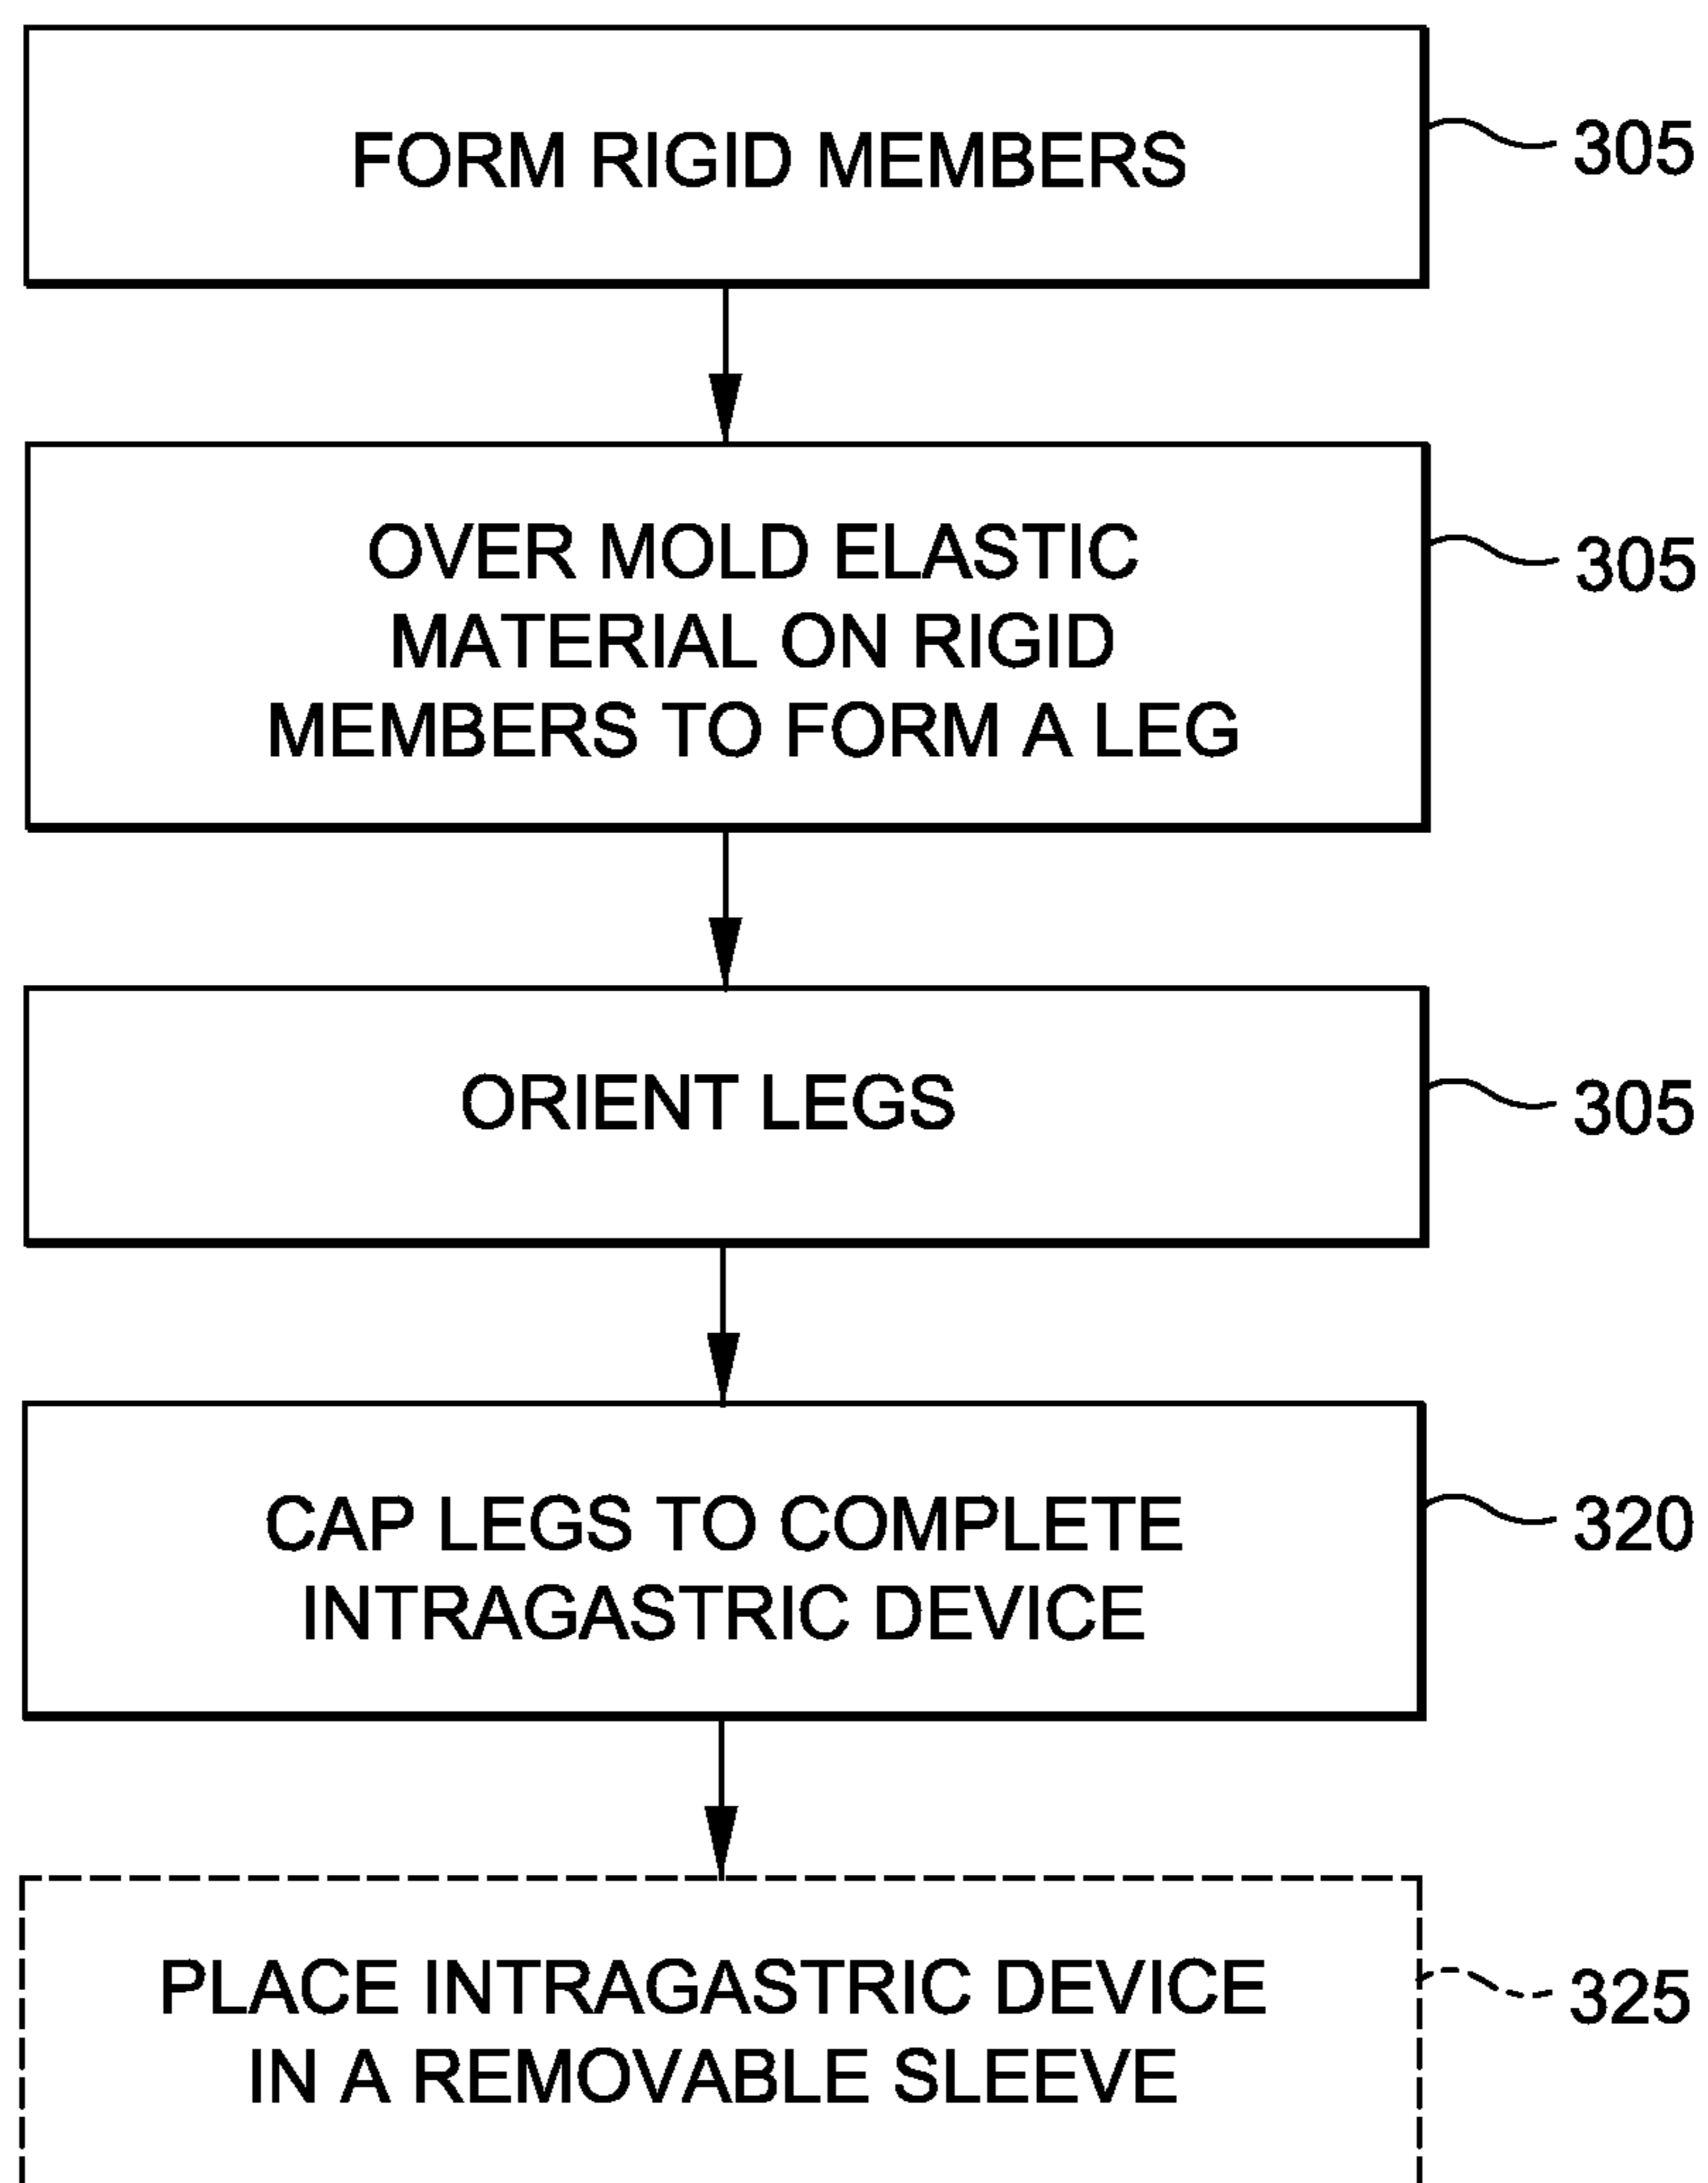 FORM RIGID MEMBERS
305
OVER MOLD ELASTIC
MATERIAL ON RIGID
MEMBERS TO FORM A LEG
305
ORIENT LEGS
305
CAP LEGS TO COMPLETE
INTRAGASTRIC DEVICE
320
PLACE INTRAGASTRIC DEVICE
IN A REMOVABLE SLEEVE
325